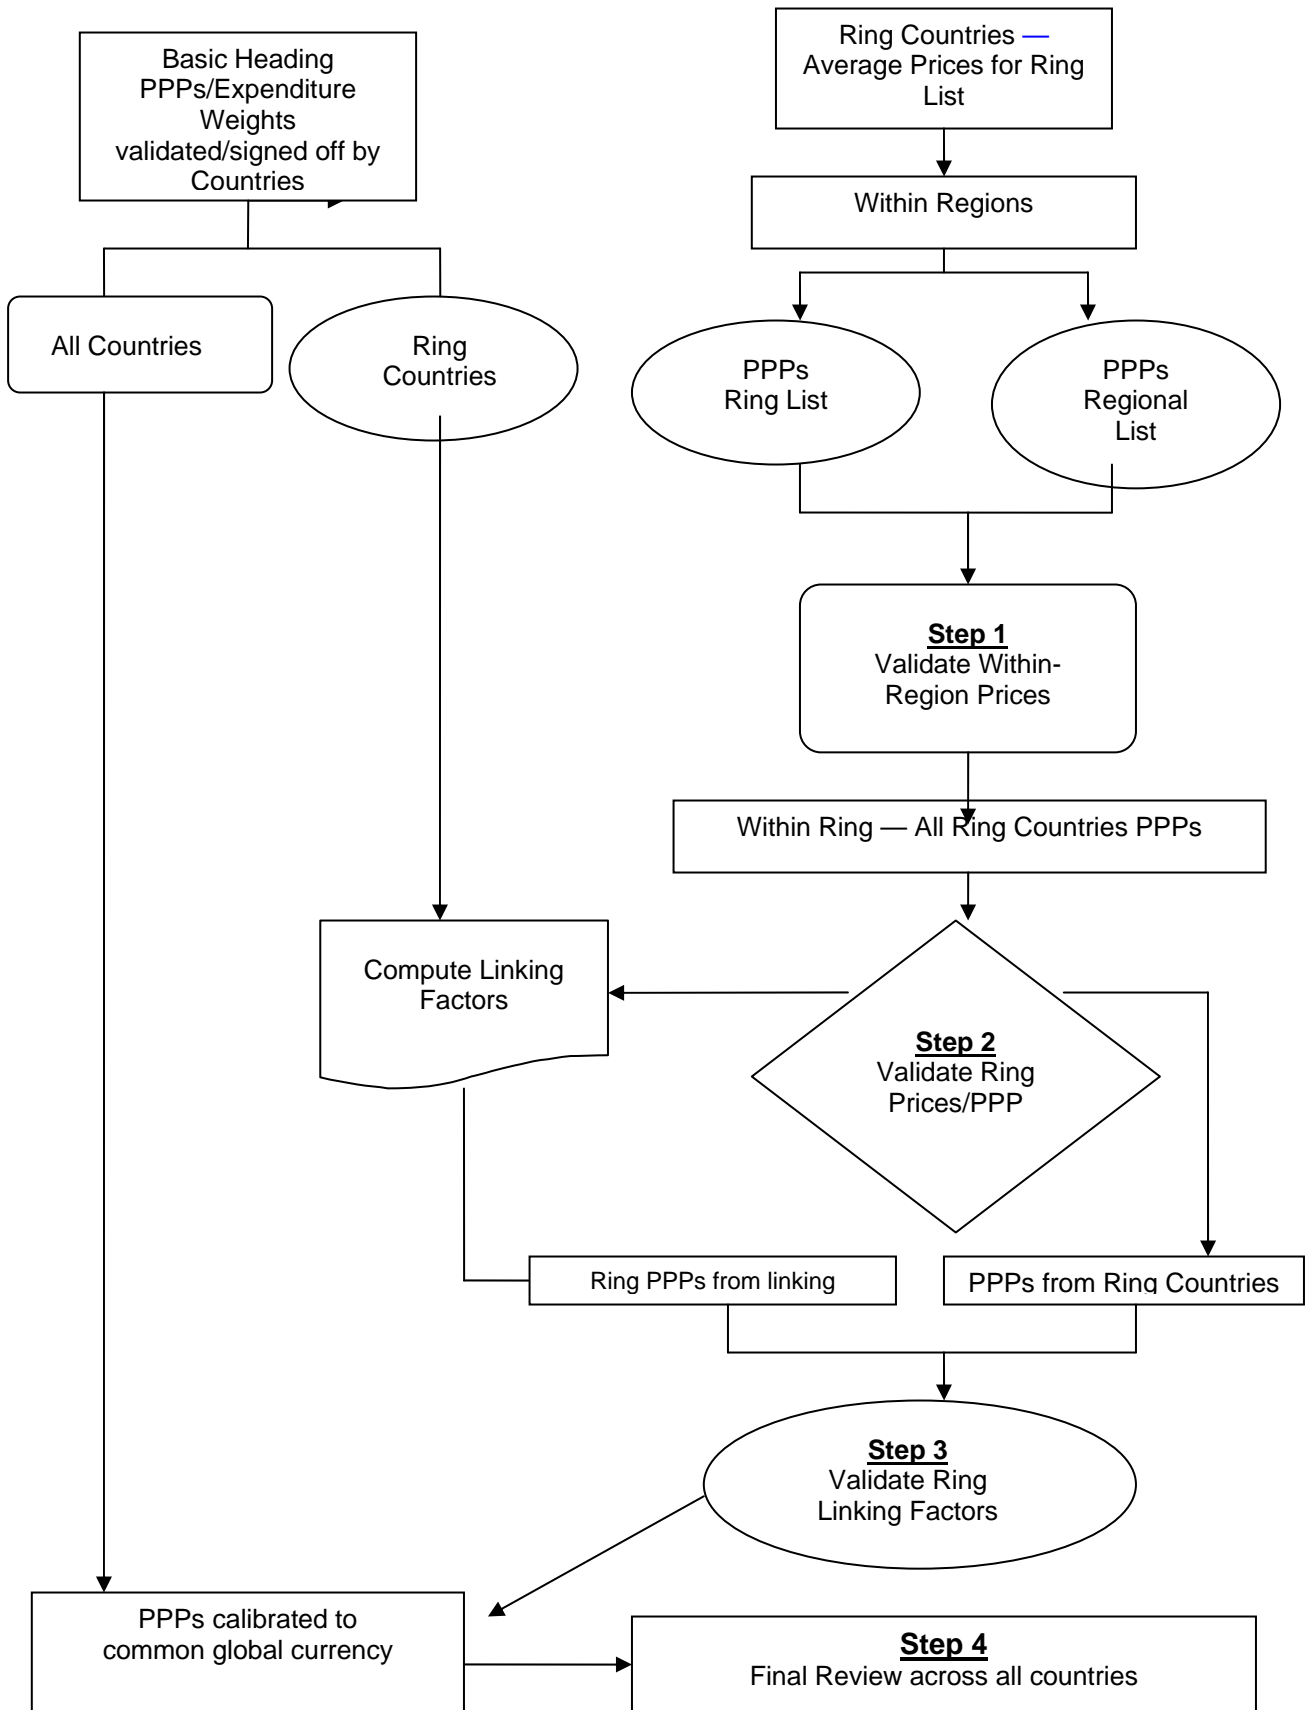 Basic Heading
PPPs/Expenditure
Weights
validated/signed off by
Countries
Ring Countries —
Average Prices for Ring
List
Within Regions
All Countries
Ring
Countries
PPPs
Ring List
PPPs
Regional
List
Step 1
Validate Within-
Region Prices
Within Ring — All Ring Countries PPPs
Compute Linking
Factors
Step 2
Validate Ring
Prices/PPP
Ring PPPs from linking
PPPs from Ring Countries
Step 3
Validate Ring
Linking Factors
PPPs calibrated to
common global currency
Step 4
Final Review across all countries